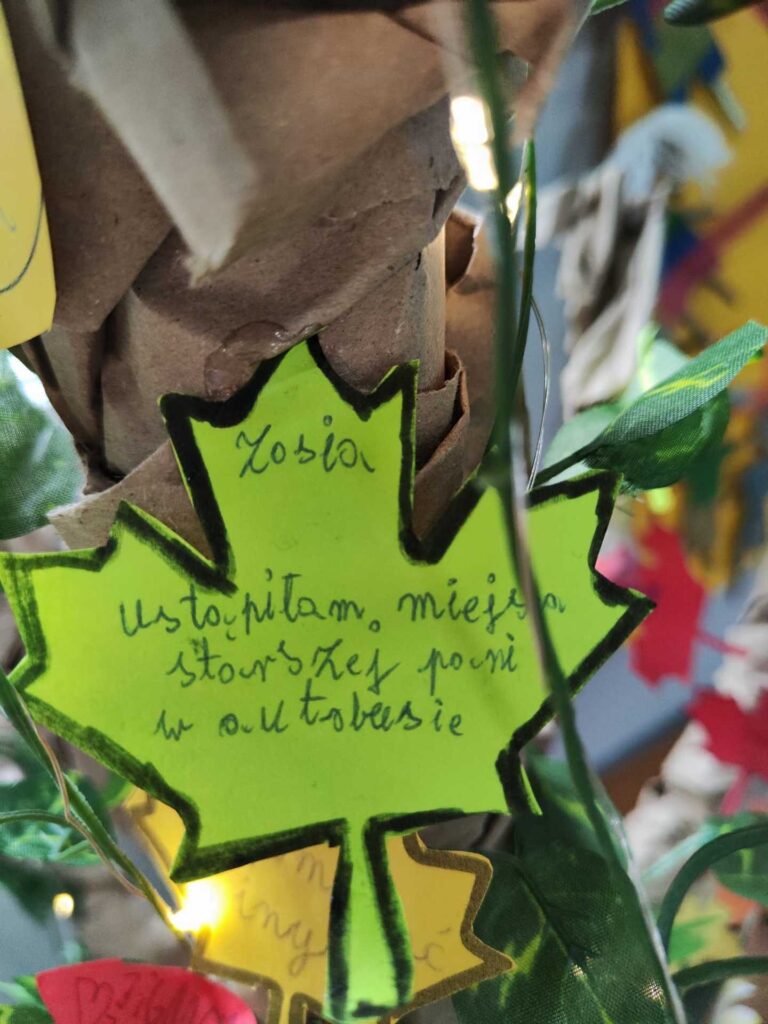 Zosia
Ustąpiłam. miejsca
starszej pani
w autobusie